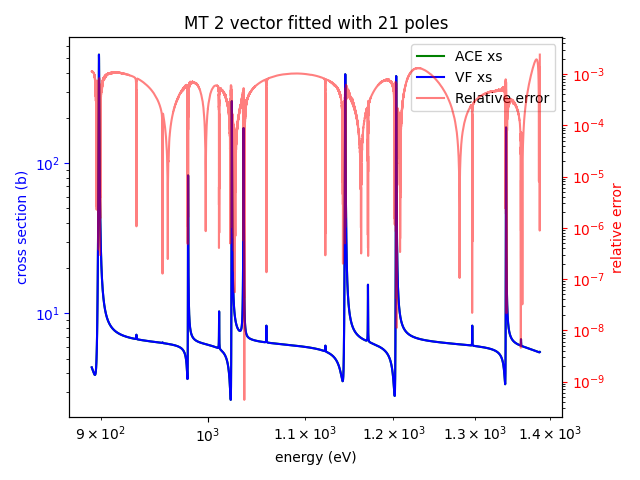 MT 2 vector fitted with 21 poles
ACE xs
VF xs
Relative error
cross section (b)
10²
10¹
relative error
10⁻³
10⁻⁴
10⁻⁵
10⁻⁶
10⁻⁷
10⁻⁸
10⁻⁹
9 × 10² 10³ 1.1 × 10³ 1.2 × 10³ 1.3 × 10³ 1.4 × 10³
energy (eV)